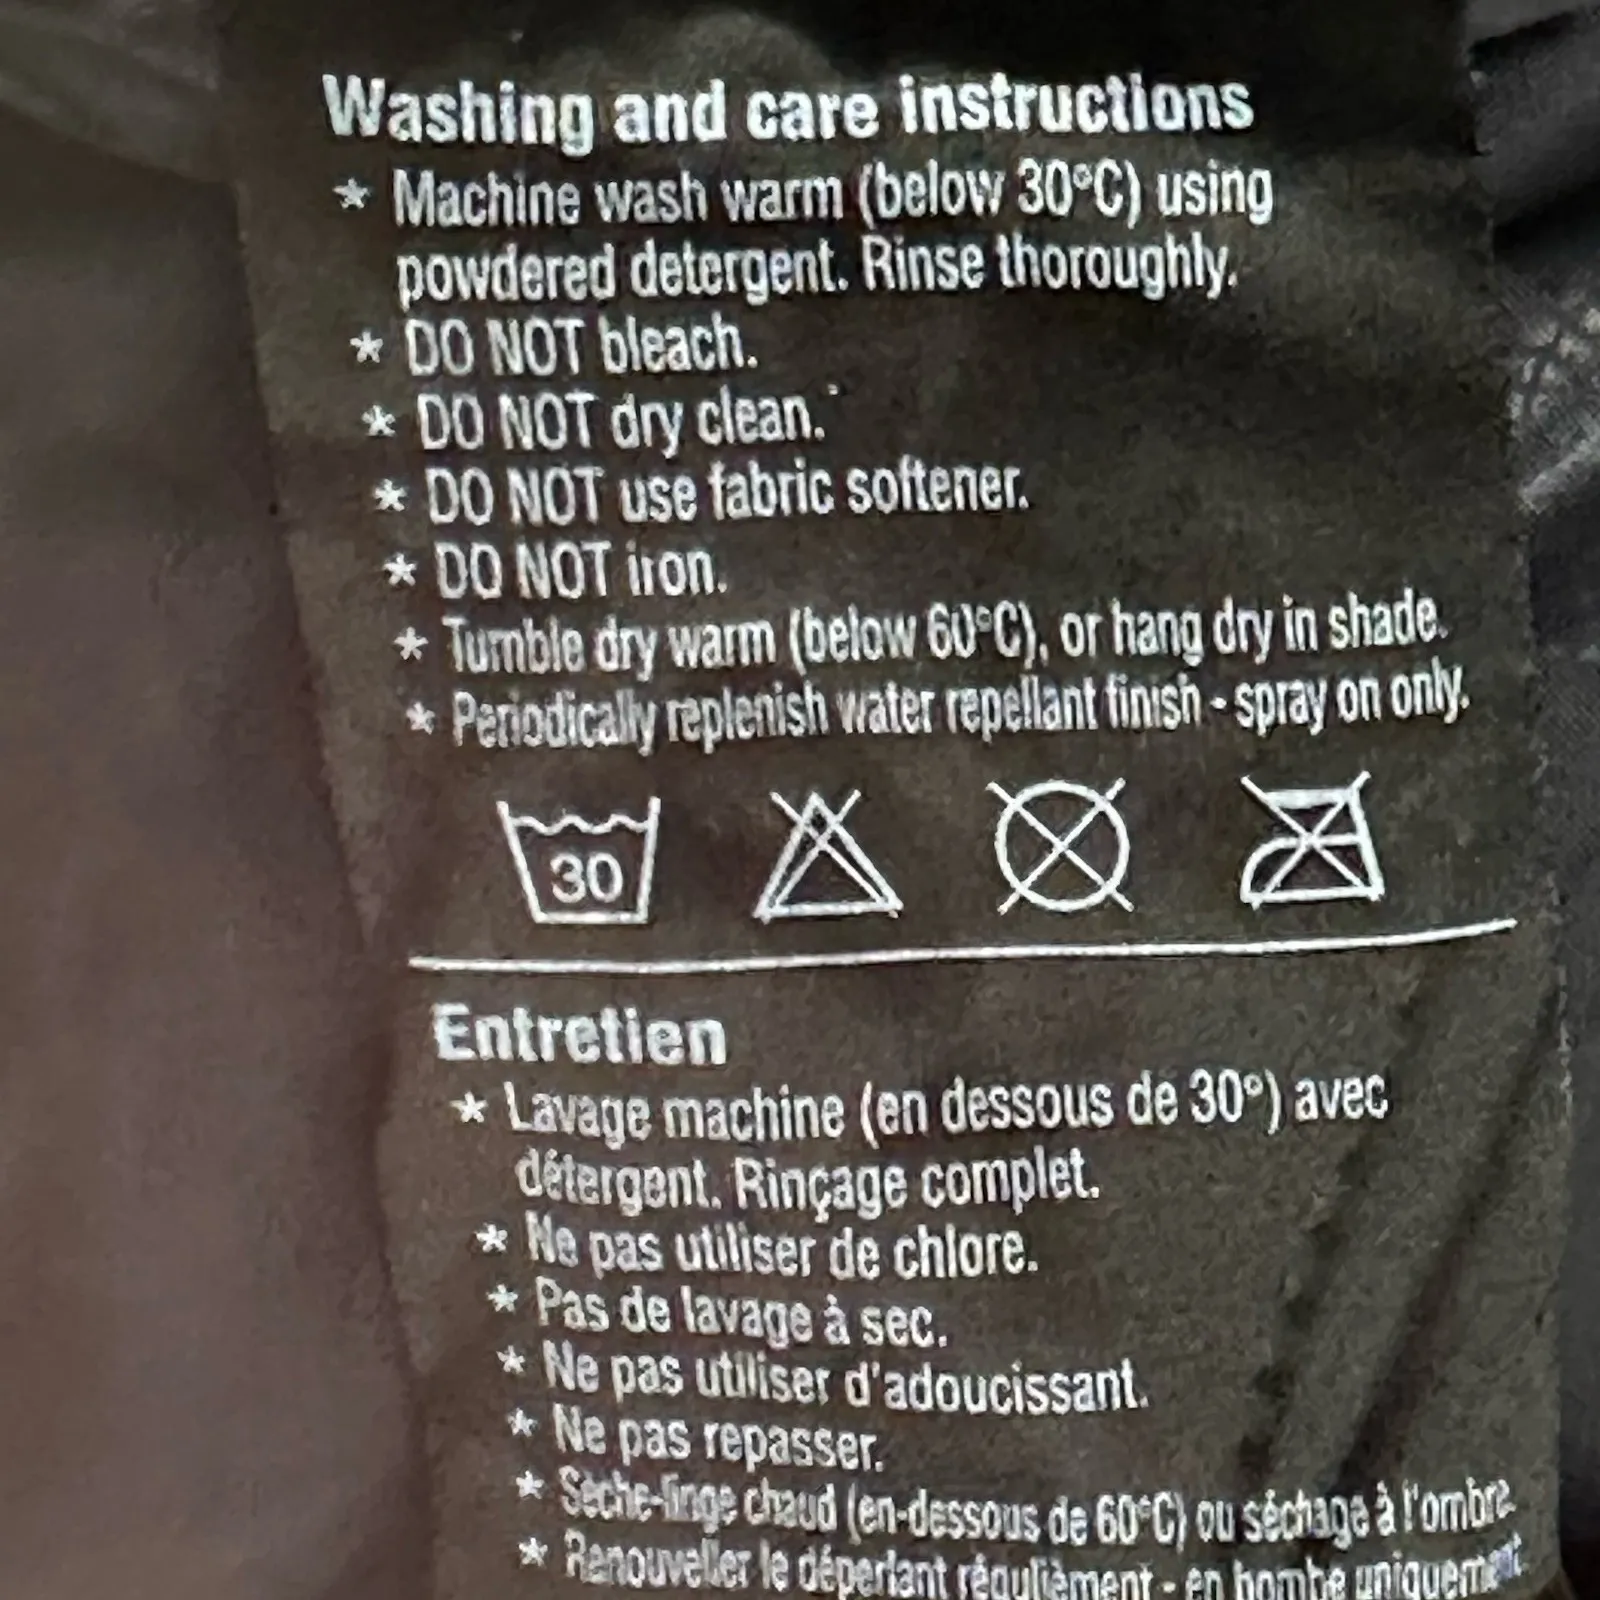 Washing and care instructions
* Machine wash warm (below 30°C) using
powdered detergent. Rinse thoroughly.
* DO NOT bleach.
* DO NOT dry clean.
* DO NOT use fabric softener.
* DO NOT iron.
* Tumble dry warm (below 60°C), or hang dry in shade.
* Periodically replenish water repellant finish - spray on only.
30
Entretien
* Lavage machine (en dessous de 30°) avec
détergent. Rinçage complet.
* Ne pas utiliser de chlore.
* Pas de lavage à sec.
* Ne pas utiliser d'adoucissant.
* Ne pas repasser.
* Sèche-linge chaud (en-dessous de 60°C) ou séchage à l'ombre.
* Renouveller le déperlant régulièment - en bombe uniquement